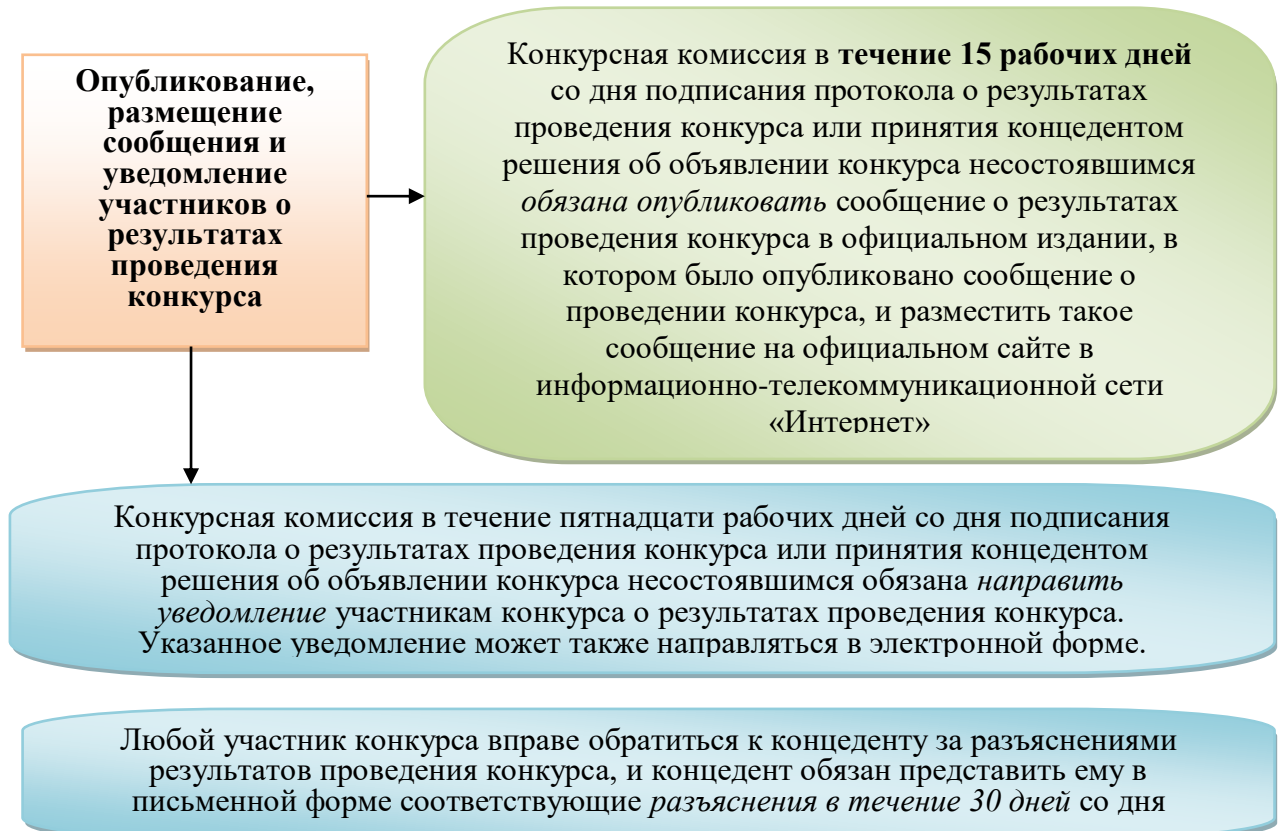 Опубликование,
размещение
сообщения и
уведомление
участников о
результатах
проведения
конкурса
Конкурсная комиссия в течение 15 рабочих дней
со дня подписания протокола о результатах
проведения конкурса или принятия концедентом
решения об объявлении конкурса несостоявшимся
обязана опубликовать сообщение о результатах
проведения конкурса в официальном издании, в
котором было опубликовано сообщение о
проведении конкурса, и разместить такое
сообщение на официальном сайте в
информационно-телекоммуникационной сети
«Интернет»
Конкурсная комиссия в течение пятнадцати рабочих дней со дня подписания
протокола о результатах проведения конкурса или принятия концедентом
решения об объявлении конкурса несостоявшимся обязана направить
уведомление участникам конкурса о результатах проведения конкурса.
Указанное уведомление может также направляться в электронной форме.
Любой участник конкурса вправе обратиться к концеденту за разъяснениями
результатов проведения конкурса, и концедент обязан представить ему в
письменной форме соответствующие разъяснения в течение 30 дней со дня